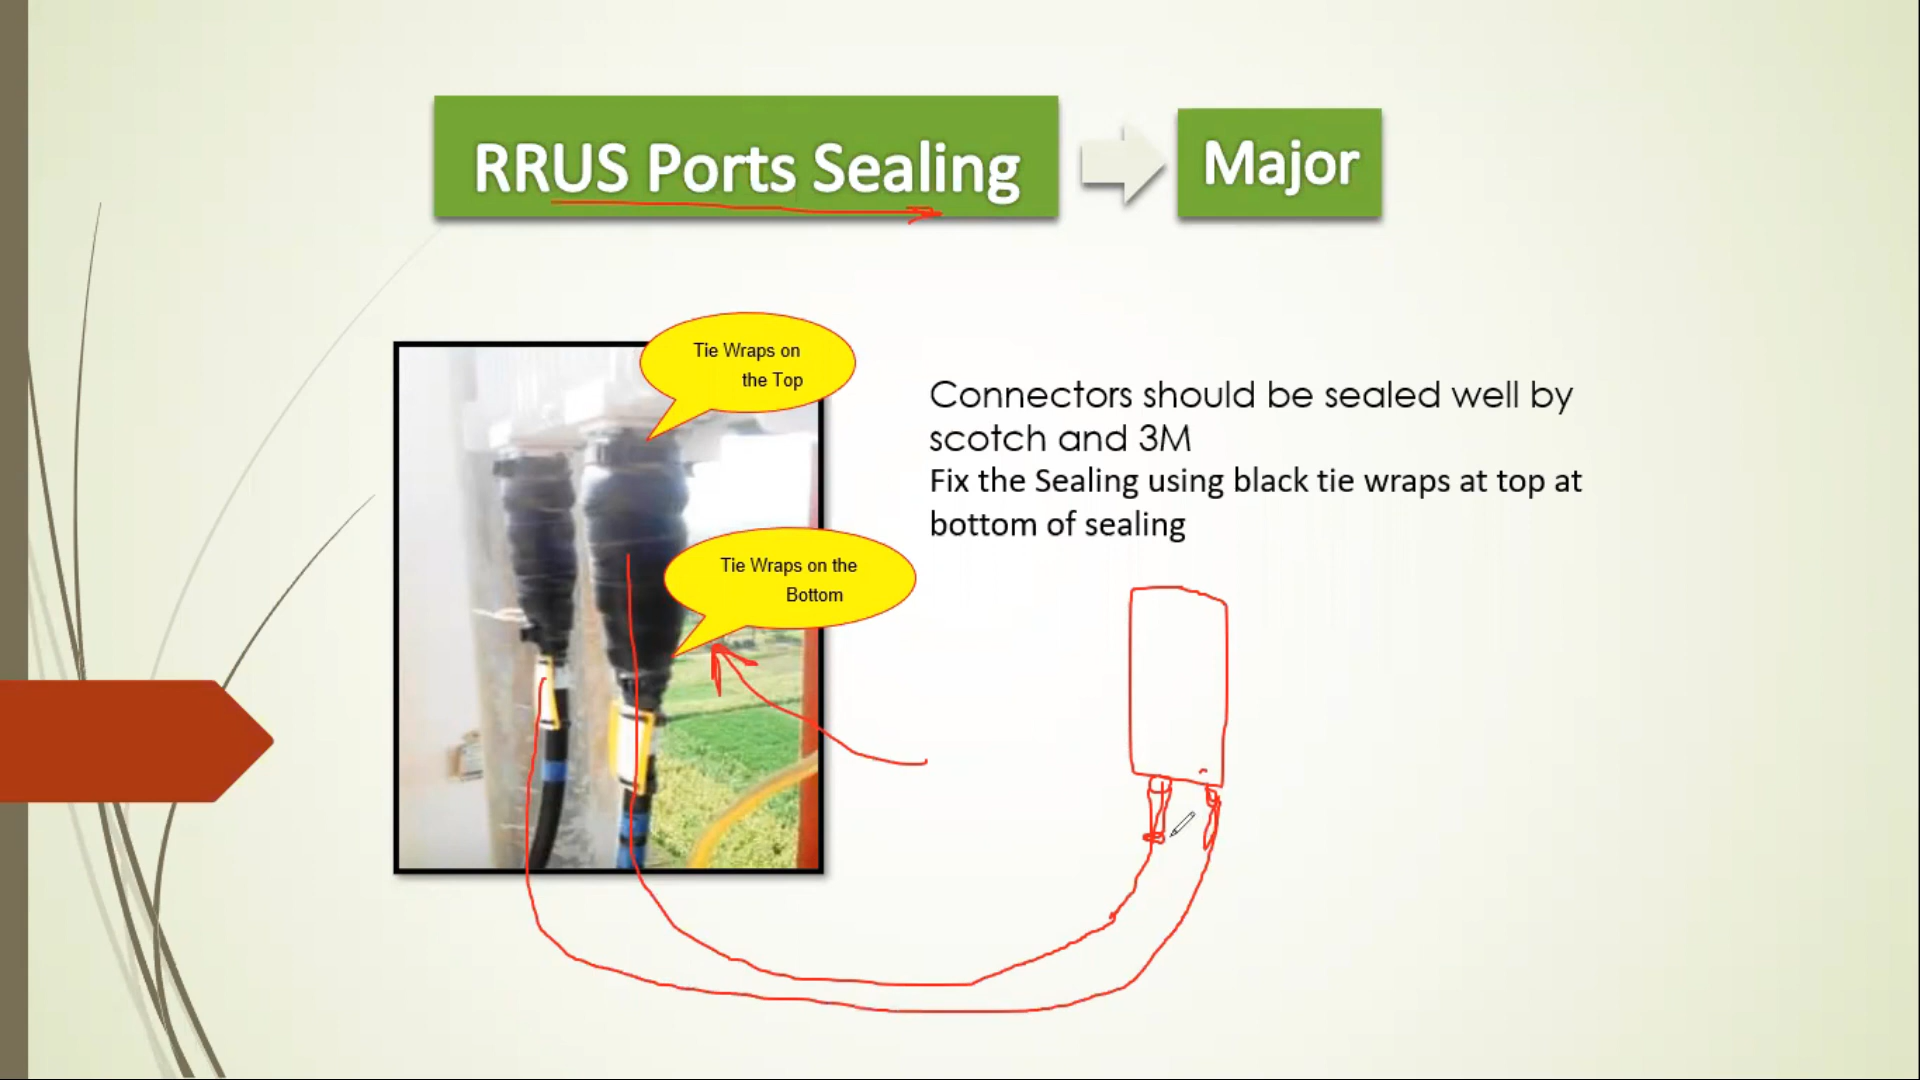 RRUS Ports Sealing
Major
Tie Wraps on
the Top
Connectors should be sealed well by
scotch and 3M
Fix the Sealing using black tie wraps at top at
bottom of sealing
Tie Wraps on the
Bottom